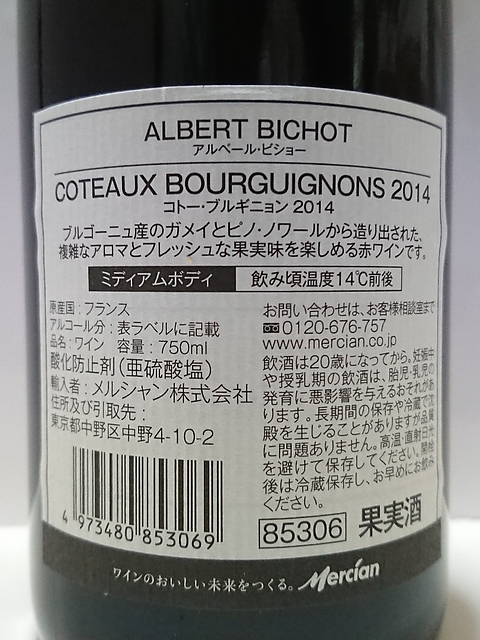 ALBERT BICHOT
アルベール・ビショー
COTEAUX BOURGUIGNONS 2014
コトー・ブルギニョン 2014
ブルゴーニュ産のガメイとピノ・ノワールから造り出された、
複雑なアロマとフレッシュな果実味を楽しめる赤ワインです。
ミディアムボディ 飲み頃温度14℃前後
原産国：フランス
アルコール分：表ラベルに記載
品名：ワイン 容量：750ml
酸化防止剤（亜硫酸塩）
輸入者：メルシャン株式会社
住所及び引取先：
東京都中野区中野4-10-2
4 973480 853069
お問い合わせは、お客様相談室まで
0120-676-757
www.mercian.co.jp
飲酒は20歳になってから。妊娠中
や授乳期の飲酒は、胎児・乳児の
発育に悪影響を与えるおそれがあ
ります。長期間の保存や冷蔵で沈
殿を生じることがありますが品質
に問題ありません。高温・直射日光
を避けて保存してください。開栓
後は冷蔵保存し、お早めにお飲み
ください。
85306 果実酒
ワインのおいしい未来をつくる。 Mercian